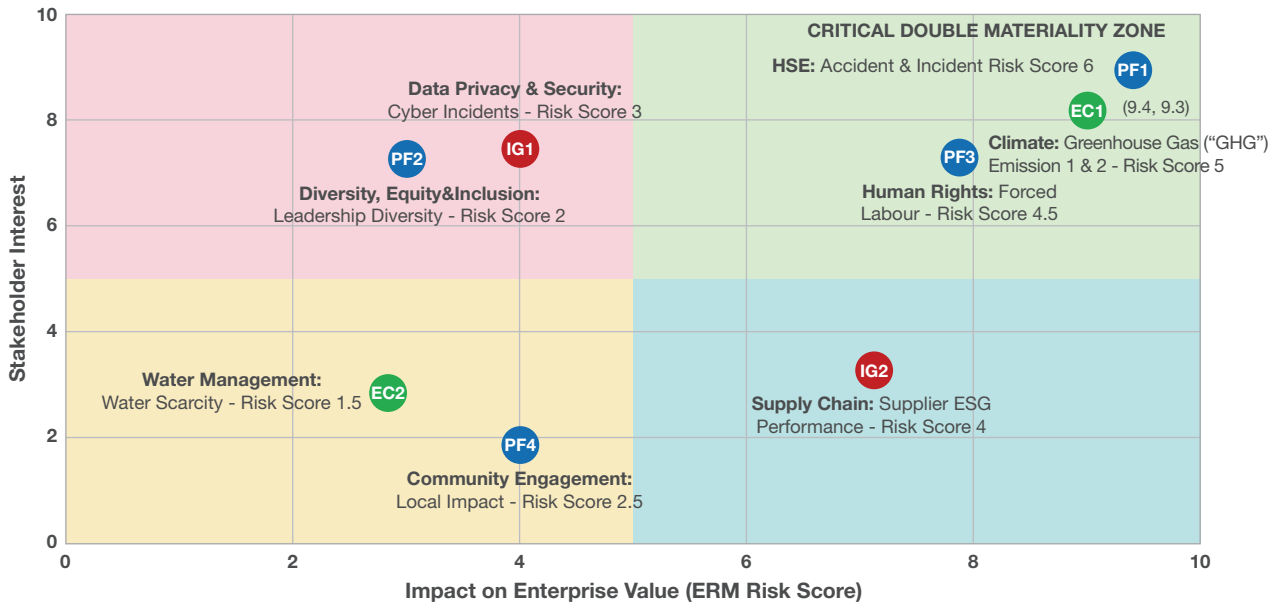 10
CRITICAL DOUBLE MATERIALITY ZONE
HSE: Accident & Incident Risk Score 6
PF1
Data Privacy & Security:
Cyber Incidents - Risk Score 3
EC1
(9.4, 9.3)
8
IG1
PF2
PF3
Climate: Greenhouse Gas (“GHG”)
Emission 1 & 2 - Risk Score 5
Diversity, Equity&Inclusion:
Leadership Diversity - Risk Score 2
Human Rights: Forced
Labour - Risk Score 4.5
6
Stakeholder Interest
4
IG2
Water Management:
Water Scarcity - Risk Score 1.5
EC2
Supply Chain: Supplier ESG
Performance - Risk Score 4
2
PF4
Community Engagement:
Local Impact - Risk Score 2.5
0
0
2
4
6
8
10
Impact on Enterprise Value (ERM Risk Score)